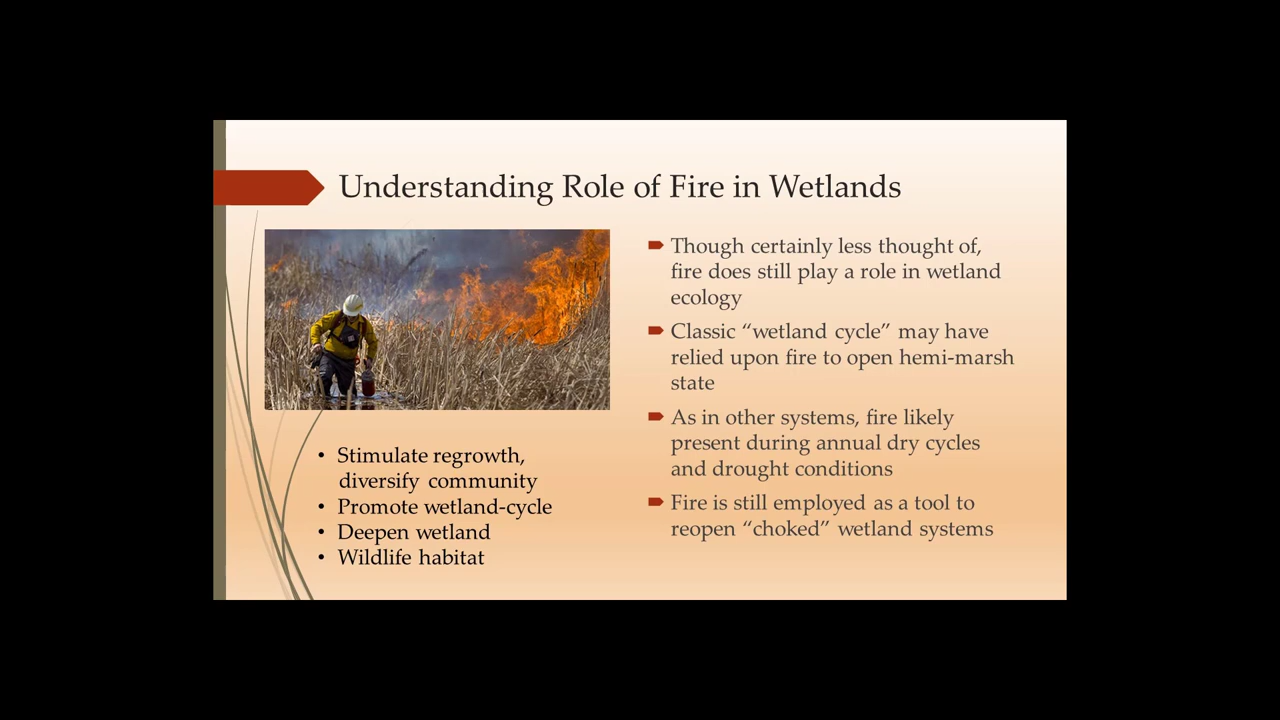 Understanding Role of Fire in Wetlands
• Stimulate regrowth,
diversify community
• Promote wetland-cycle
• Deepen wetland
• Wildlife habitat
Though certainly less thought of,
fire does still play a role in wetland
ecology
Classic “wetland cycle” may have
relied upon fire to open hemi-marsh
state
As in other systems, fire likely
present during annual dry cycles
and drought conditions
Fire is still employed as a tool to
reopen “choked” wetland systems